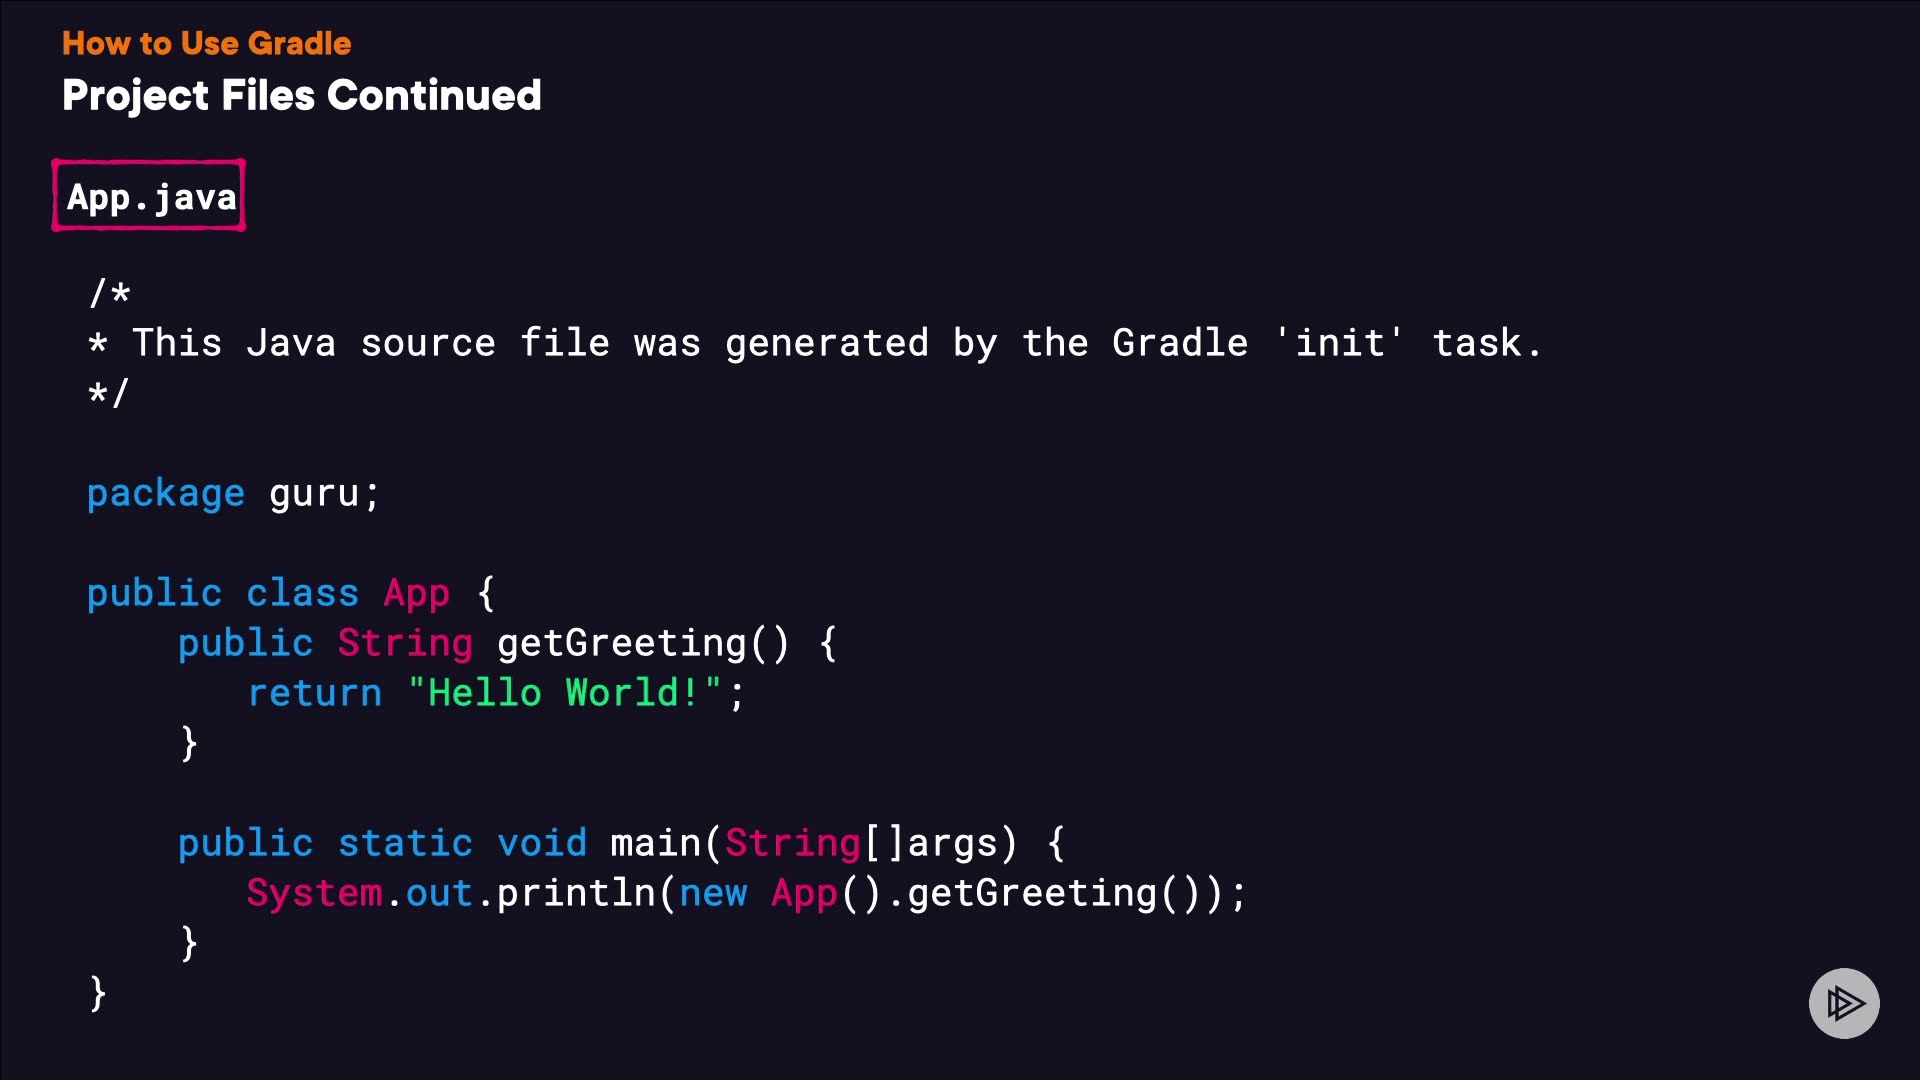 How to Use Gradle
Project Files Continued
App.java
/*
* This Java source file was generated by the Gradle 'init' task.
*/
package guru;
public class App {
public String getGreeting() {
return "Hello World!";
}
public static void main(String[]args) {
System.out.println(new App().getGreeting());
}
}